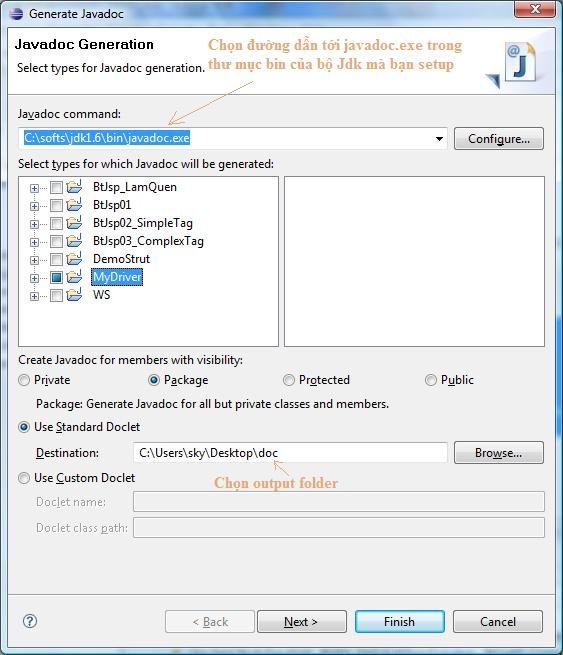 Generate Javadoc
Javadoc Generation
Select types for Javadoc generation.
Chọn đường dẫn tới javadoc.exe trong
thư mục bin của bộ Jdk mà bạn setup
@
J
Javadoc command:
C:\softs\jdk1.6\bin\javadoc.exe
Configure...
Select types for which Javadoc will be generated:
BtJsp_LamQuen
BtJsp01
BtJsp02_SimpleTag
BtJsp03_ComplexTag
DemoStrut
MyDriver
WS
Create Javadoc for members with visibility:
Private Package Protected Public
Package: Generate Javadoc for all but private classes and members.
Use Standard Doclet
Destination: C:\Users\sky\Desktop\doc Browse...
Chọn output folder
Use Custom Doclet
Doclet name:
Doclet class path:
? < Back Next > Finish Cancel